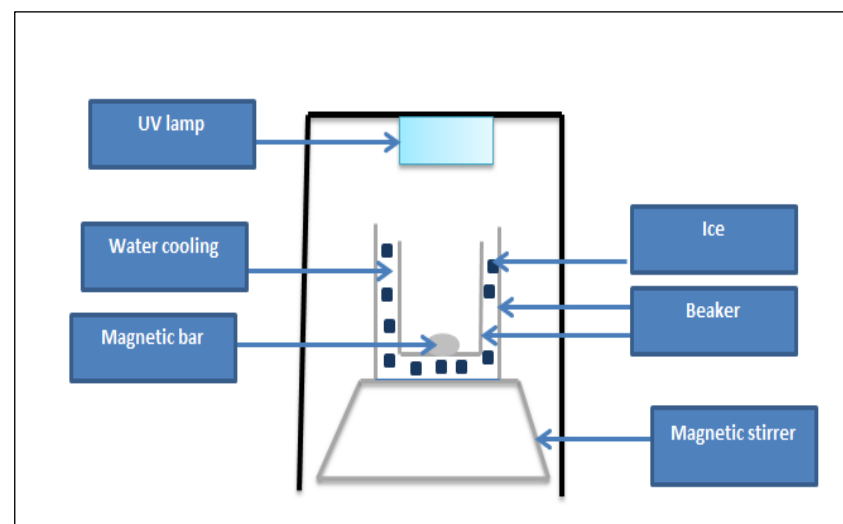 UV lamp
Water cooling
Magnetic bar
Ice
Beaker
Magnetic stirrer